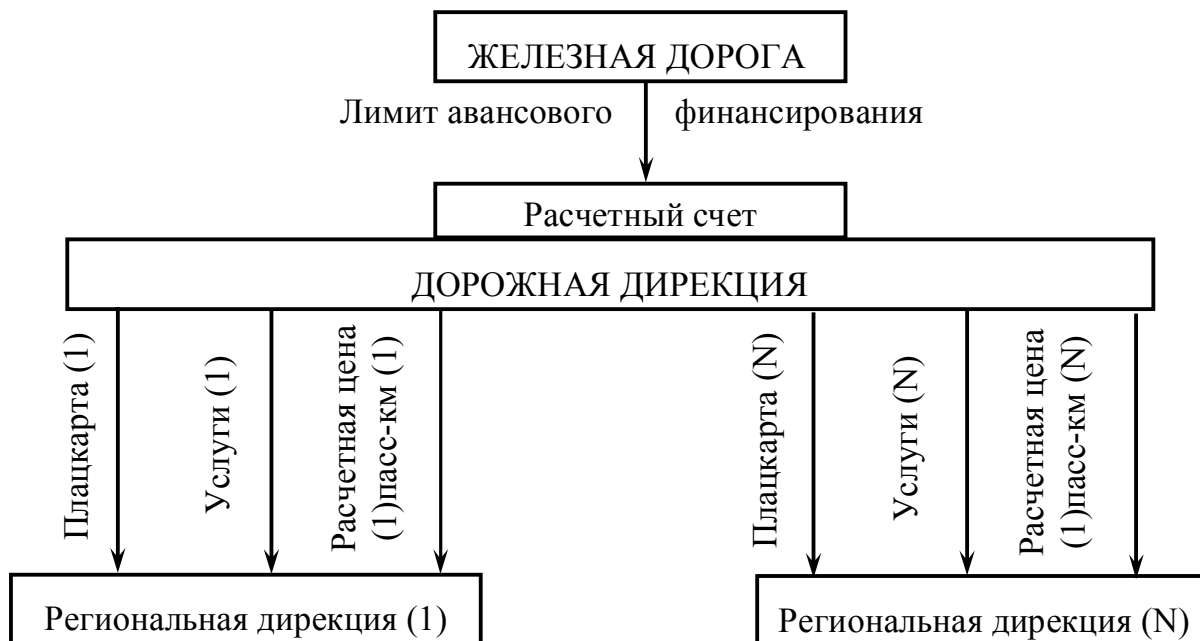 ЖЕЛЕЗНАЯ ДОРОГА
Лимит авансового финансирования
Расчетный счет
ДОРОЖНАЯ ДИРЕКЦИЯ
Плацкарта (1)
Услуги (1)
Расчетная цена
(1)пасс-км (1)
Плацкарта (N)
Услуги (N)
Расчетная цена
(1)пасс-км (N)
Региональная дирекция (1)
Региональная дирекция (N)